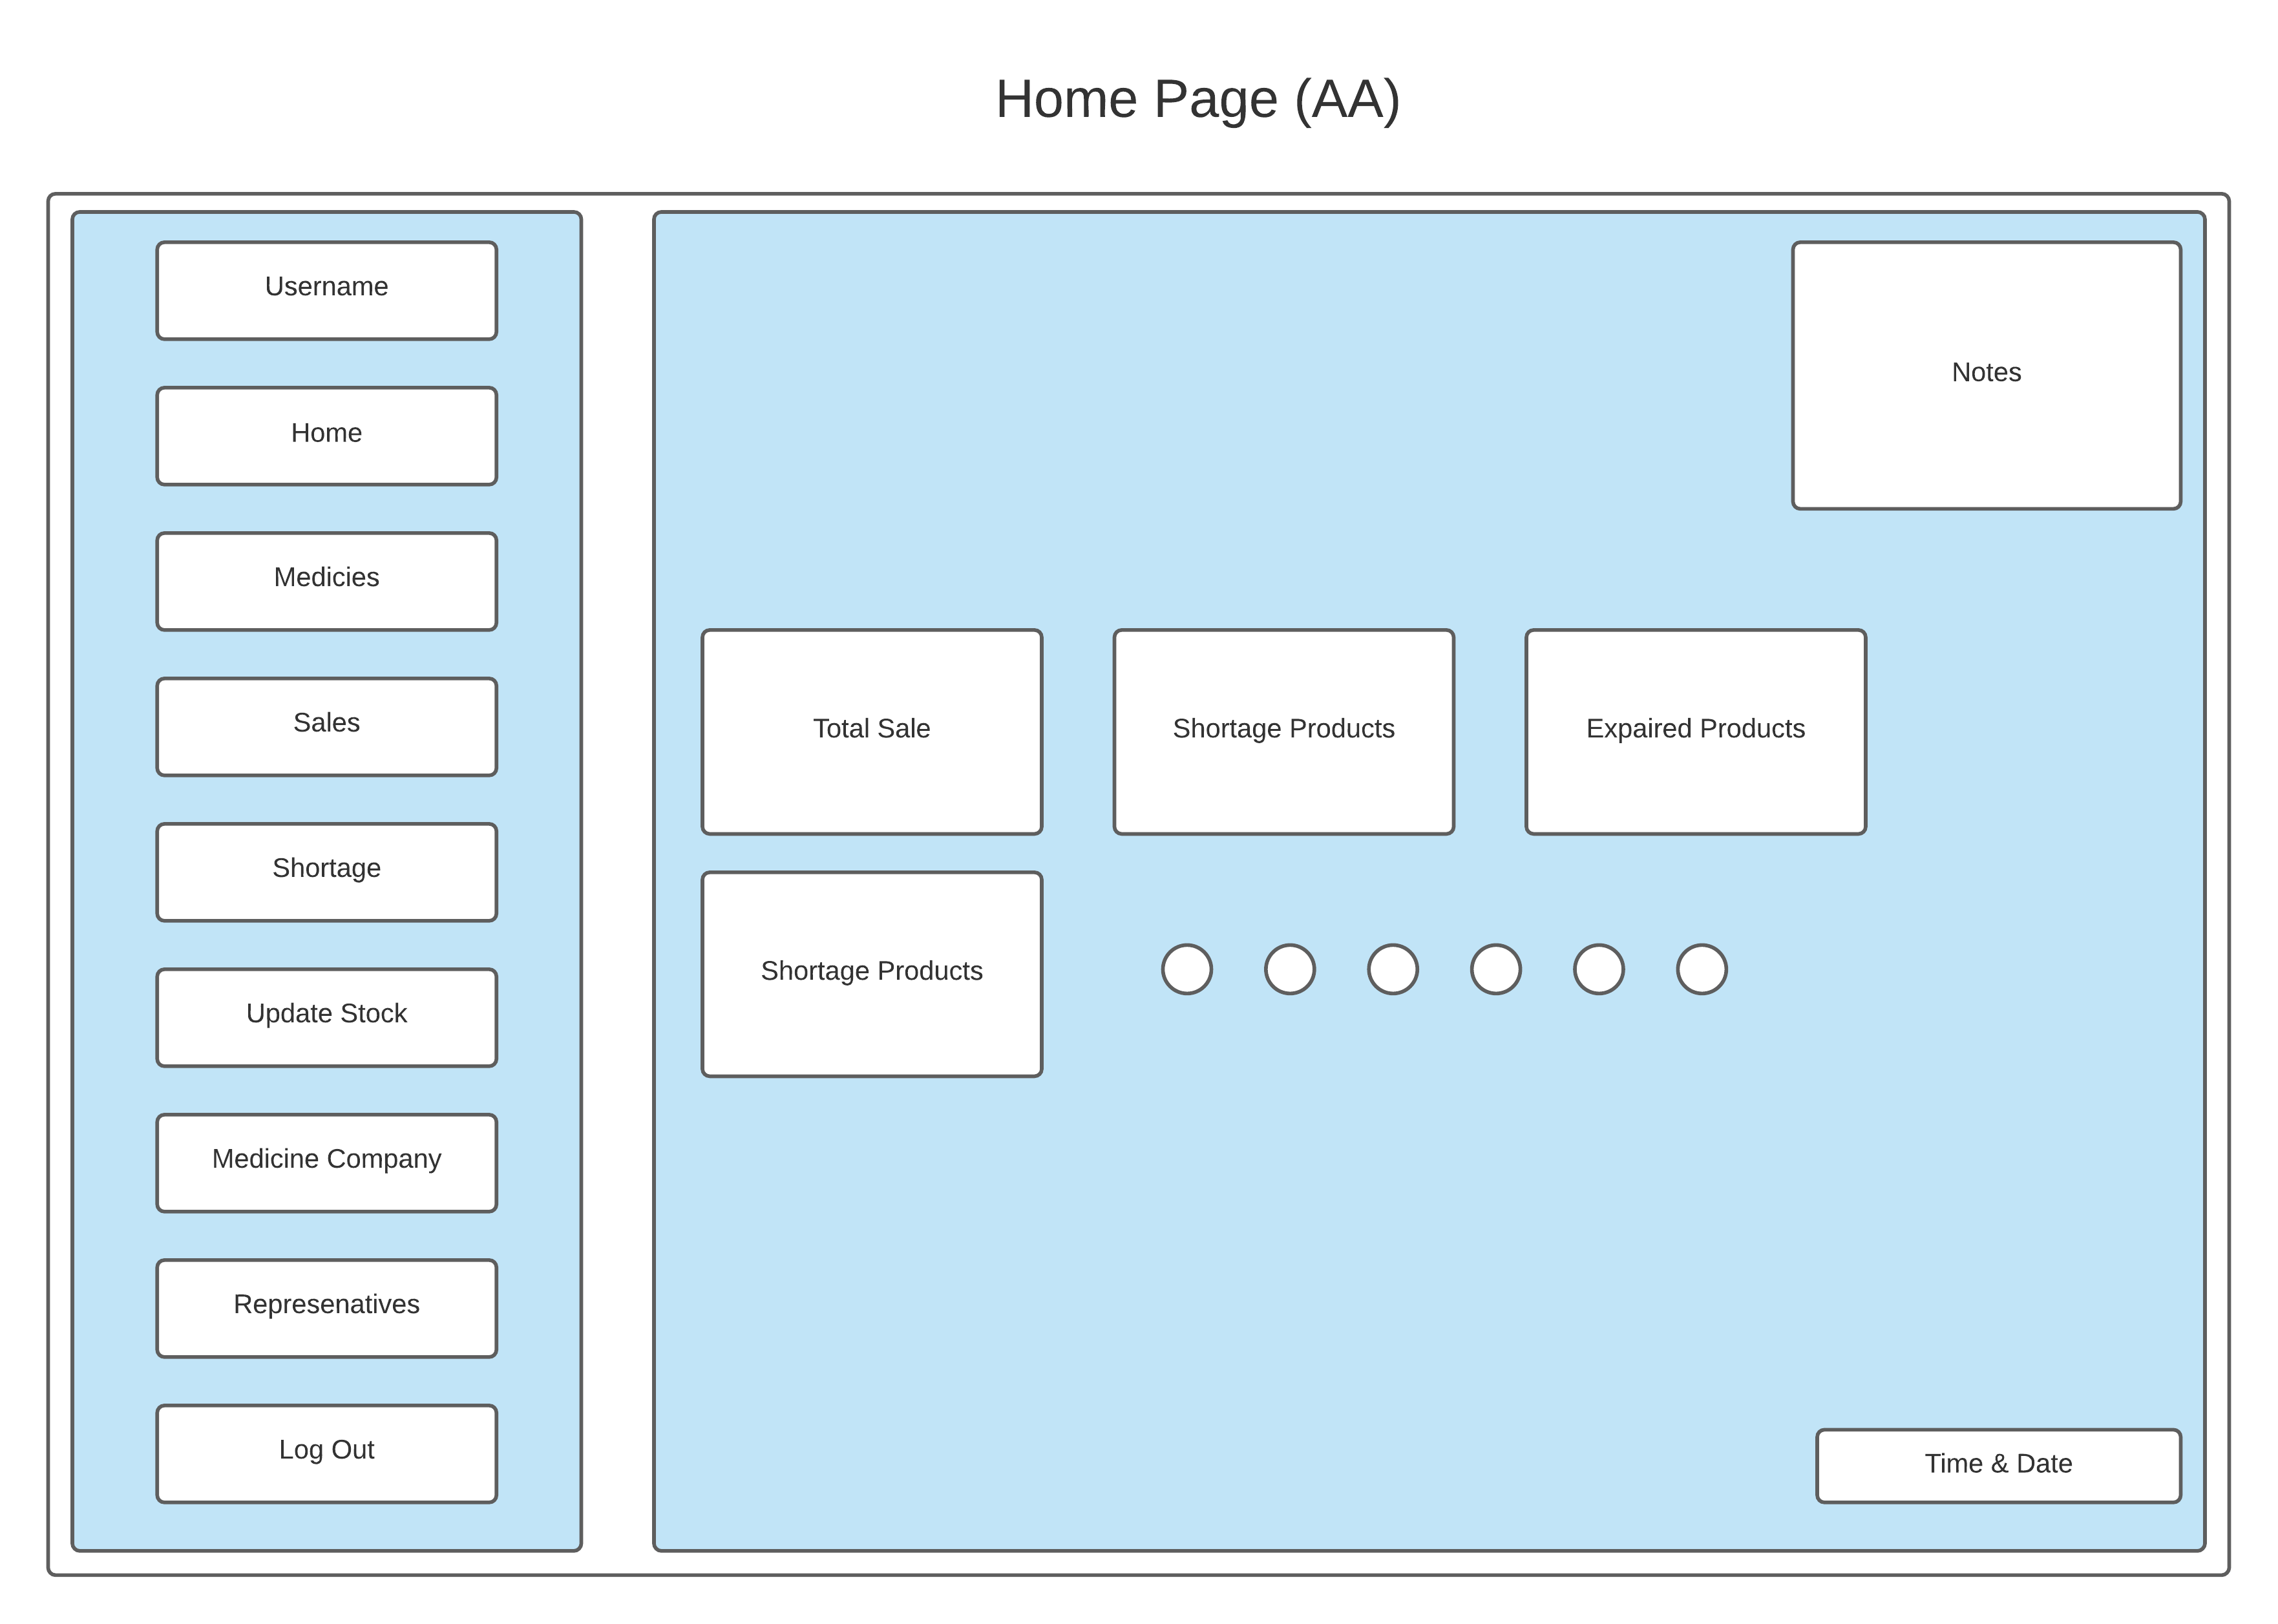 Home Page (AA)
Username
Home
Medicies
Sales
Shortage
Update Stock
Medicine Company
Represenatives
Log Out
Notes
Total Sale
Shortage Products
Expaired Products
Shortage Products
Time & Date